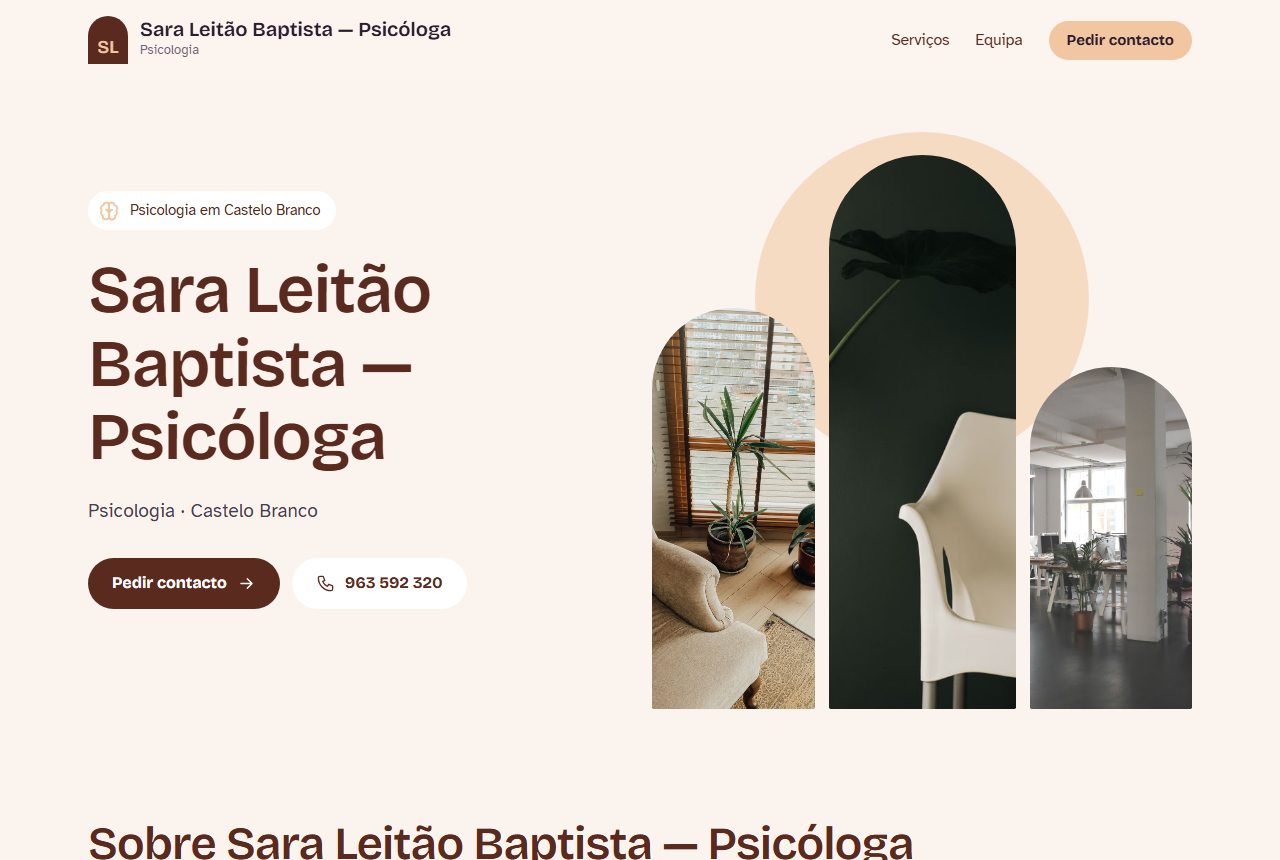 SL
Sara Leitão Baptista — Psicóloga
Psicologia
Serviços
Equipa
Pedir contacto
Psicologia em Castelo Branco
Sara Leitão
Baptista —
Psicóloga
Psicologia · Castelo Branco
Pedir contacto
963 592 320
Sobre Sara Leitão Baptista — Psicóloga